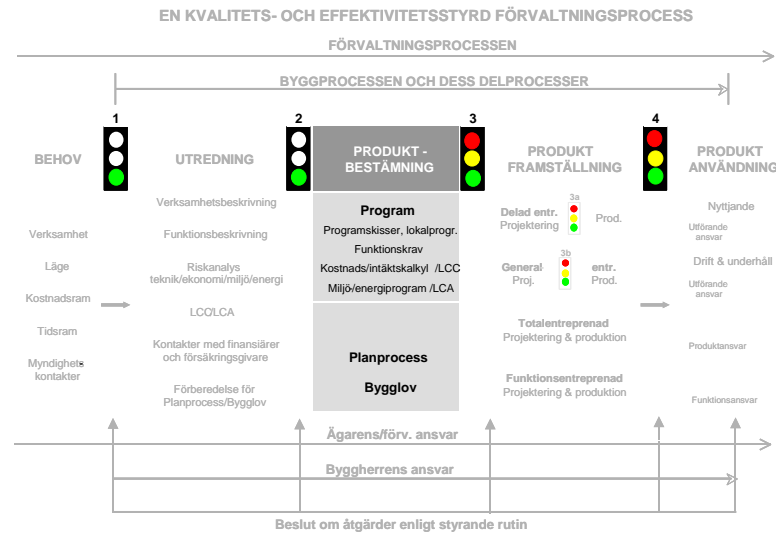 EN KVALITETS- OCH EFFEKTIVITETSSTYRD FÖRVALTNINGSPROCESS
FÖRVALTNINGSPROCESSEN
BYGGPROCESSEN OCH DESS DELPROCESSER
1
2
3
4
BEHOV
UTREDNING
PRODUKT -
BESTÄMNING
PRODUKT
FRAMSTÄLLNING
PRODUKT
ANVÄNDNING
Verksamhet
Läge
Kostnadsram
Tidsram
Myndighets
kontakter
Verksamhetsbeskrivning
Funktionsbeskrivning
Riskanalys
teknik/ekonomi/miljö/energi
LCC/LCA
Kontakter med finansiärer
och försäkringsgivare
Förberedelse för
Planprocess/Bygglov
Program
Programskisser, lokalprogr.
Funktionskrav
Kostnads/intäktskalkyl /LCC
Miljö/energiprogram /LCA
Planprocess
Bygglov
3a
Delad entr.
Projektering Prod.
3b
General entr.
Proj. Prod.
Totalentreprenad
Projektering & produktion
Funktionsentreprenad
Projektering & produktion
Nyttjande
Utförande
ansvar
Drift & underhåll
Utförande
ansvar
Produktansvar
Funktionsansvar
Ägarens/förv. ansvar
Byggherrens ansvar
Beslut om åtgärder enligt styrande rutin